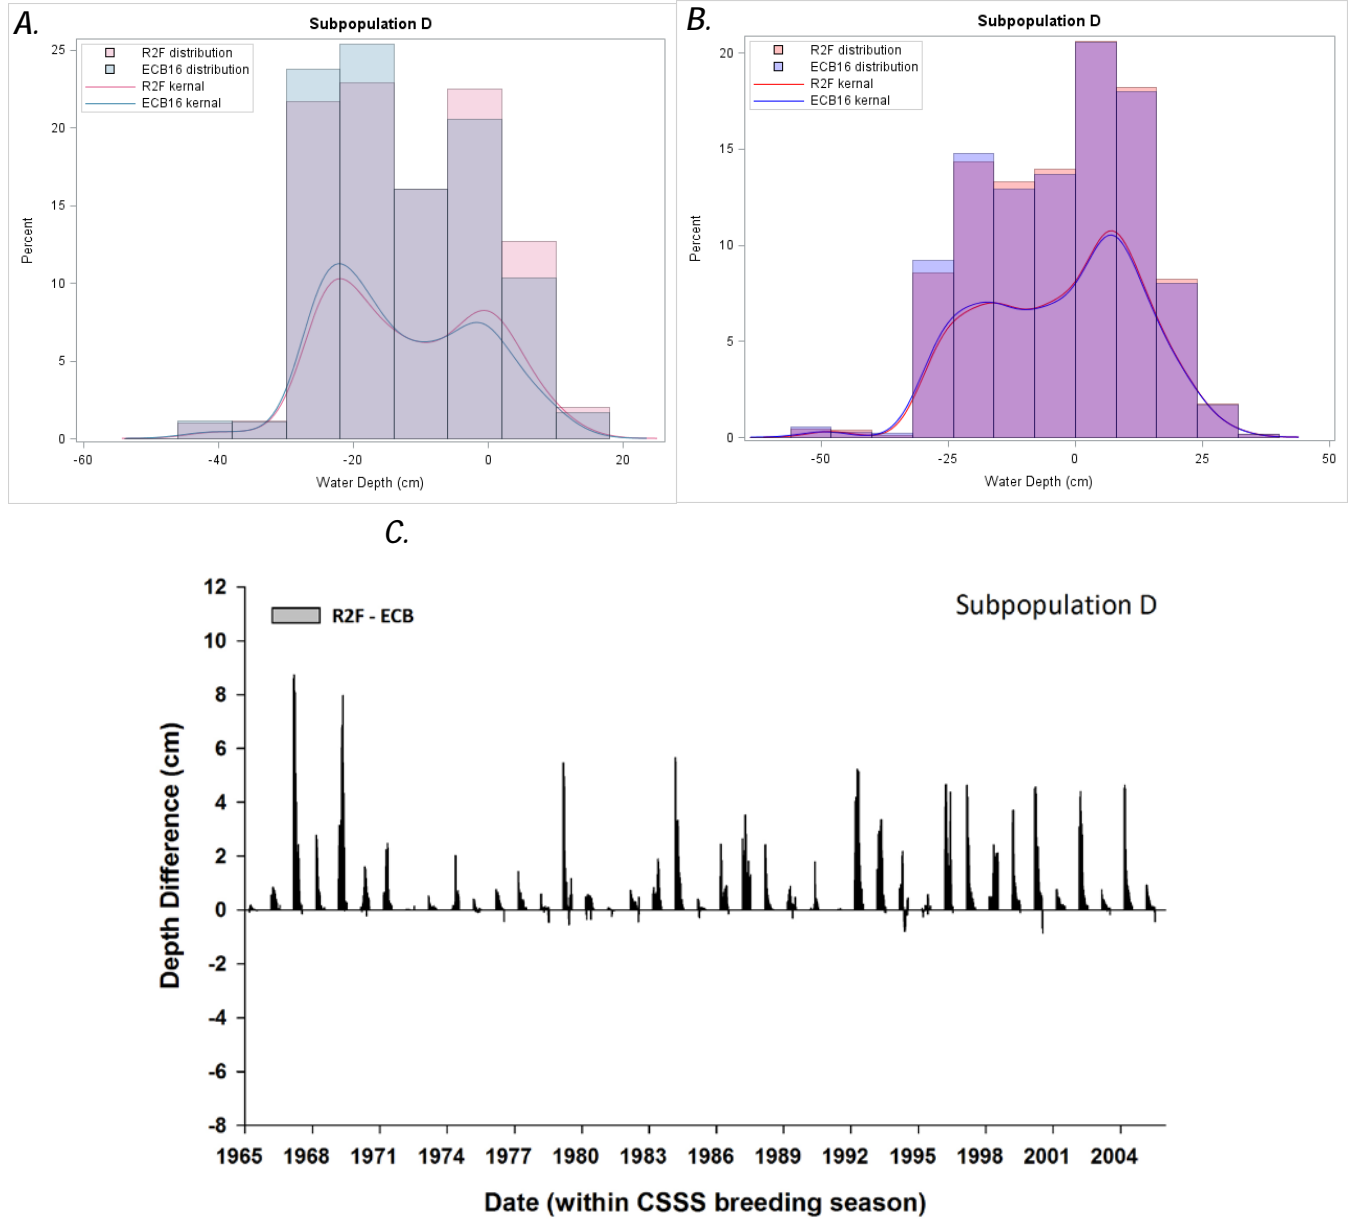 A.
Subpopulation D
R2F distribution
ECB16 distribution
R2F kernal
ECB16 kernal
25
20
15
10
5
0
Percent
-60 -40 -20 0 20
Water Depth (cm)
B.
Subpopulation D
R2F distribution
ECB16 distribution
R2F kernal
ECB16 kernal
20
15
10
5
0
Percent
-50 -25 0 25 50
Water Depth (cm)
C.
Subpopulation D
R2F - ECB
12
10
8
6
4
2
0
-2
-4
-6
-8
Depth Difference (cm)
1965 1968 1971 1974 1977 1980 1983 1986 1989 1992 1995 1998 2001 2004
Date (within CSSS breeding season)